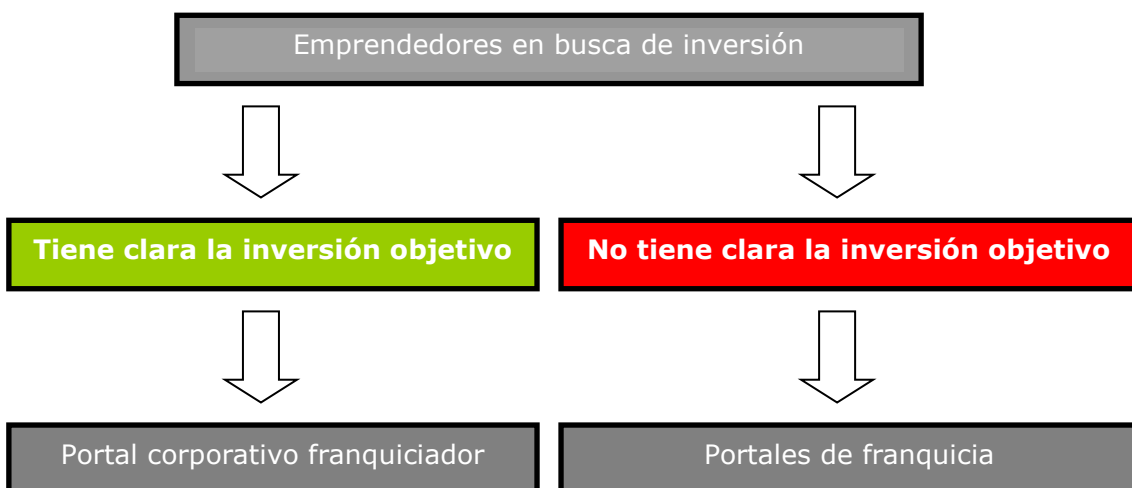 Emprendedores en busca de inversión
Tiene clara la inversión objetivo
No tiene clara la inversión objetivo
Portal corporativo franquiciador
Portales de franquicia